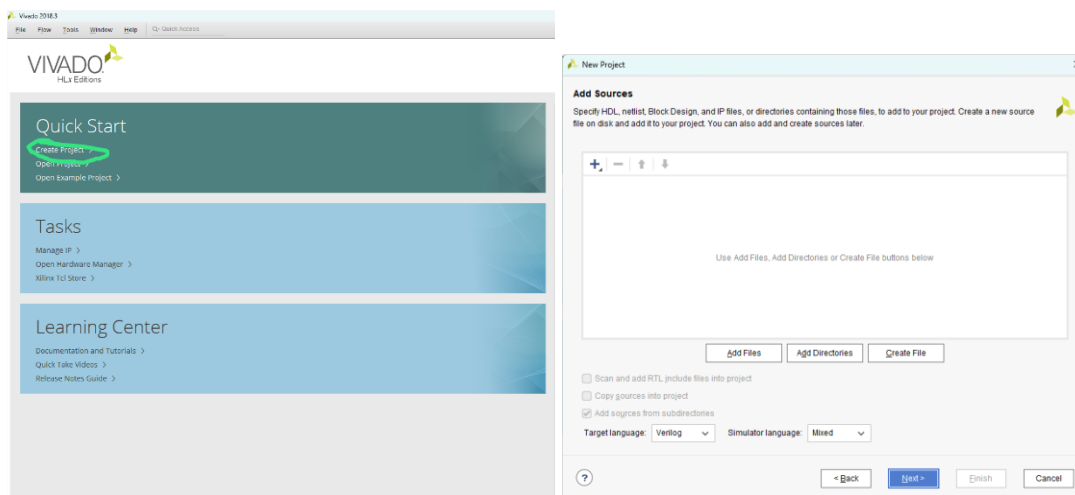 Vivado 2018.3
File Flow Tools Window Help Q- Quick Access
VIVADO
HLx Editions
Quick Start
Create Project >
Open Project >
Open Example Project >
Tasks
Manage IP >
Open Hardware Manager >
Xilinx Tcl Store >
Learning Center
Documentation and Tutorials >
Quick Take Videos >
Release Notes Guide >
New Project
Add Sources
Specify HDL, netlist, Block Design, and IP files, or directories containing those files, to add to your project. Create a new source
file on disk and add it to your project. You can also add and create sources later.
Use Add Files, Add Directories or Create File buttons below
Add Files Add Directories Create File
Scan and add RTL include files into project
Copy sources into project
Add sources from subdirectories
Target language: Verilog Simulator language: Mixed
? < Back Next > Finish Cancel